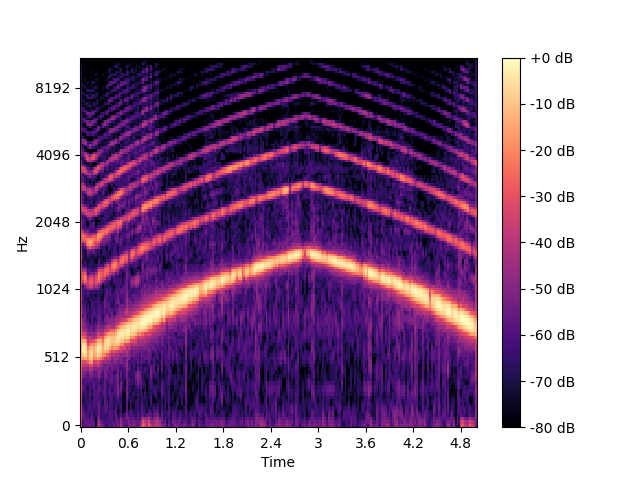 8192
4096
2048
1024
512
0
Hz
0 0.6 1.2 1.8 2.4 3 3.6 4.2 4.8
Time
+0 dB
-10 dB
-20 dB
-30 dB
-40 dB
-50 dB
-60 dB
-70 dB
-80 dB